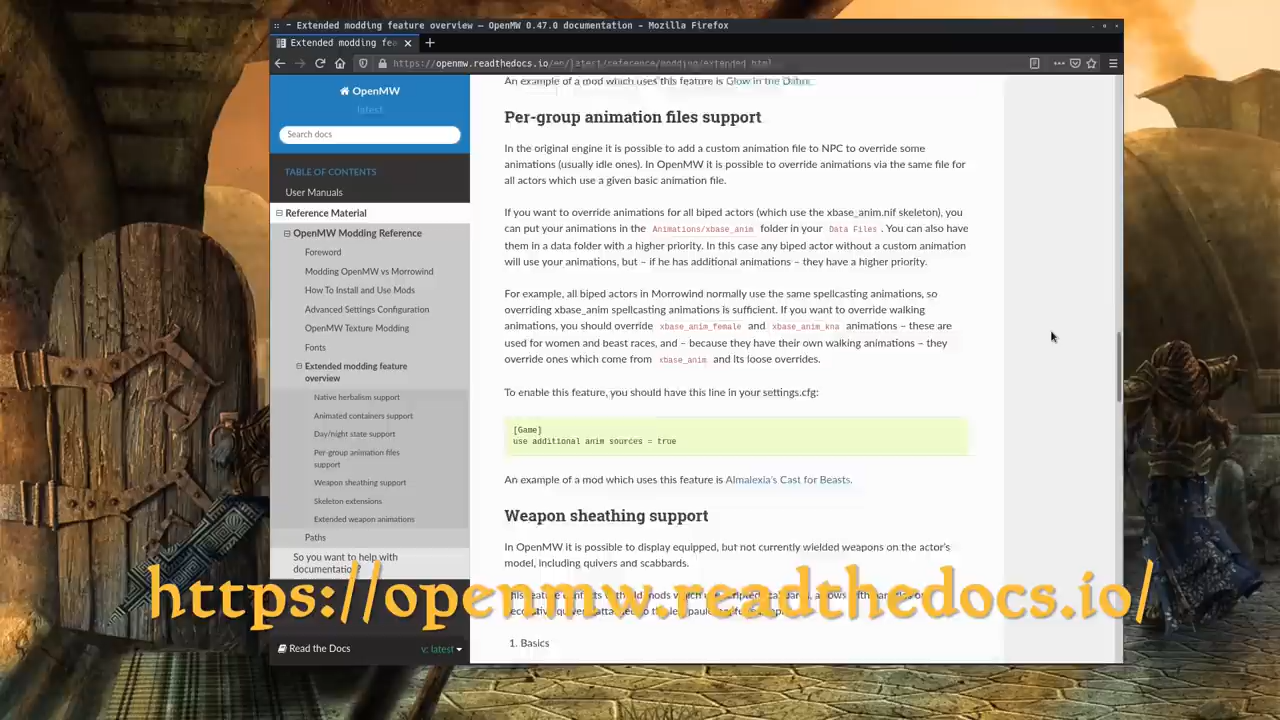 Extended modding feature overview — OpenMW 0.47.0 documentation - Mozilla Firefox
Extended modding fea
https://openmw.readthedocs.io/en/latest/reference/modding/extended.html
OpenMW
latest
Search docs
TABLE OF CONTENTS
User Manuals
Reference Material
OpenMW Modding Reference
Foreword
Modding OpenMW vs Morrowind
How To Install and Use Mods
Advanced Settings Configuration
OpenMW Texture Modding
Fonts
Extended modding feature
overview
Native herbalism support
Animated containers support
Day/night state support
Per-group animation files
support
Weapon sheathing support
Skeleton extensions
Extended weapon animations
Paths
So you want to help with
documentation?
Read the Docs
v: latest
An example of a mod which uses this feature is Glow in the
Per-group animation files support
In the original engine it is possible to add a custom animation file to NPC to override some
animations (usually idle ones). In OpenMW it is possible to override animations via the same file for
all actors which use a given basic animation file.
If you want to override animations for all biped actors (which use the xbase_anim.nif skeleton), you
can put your animations in the Animations/xbase_anim folder in your Data Files. You can also have
them in a data folder with a higher priority. In this case any biped actor without a custom animation
will use your animations, but – if he has additional animations – they have a higher priority.
For example, all biped actors in Morrowind normally use the same spellcasting animations, so
overriding xbase_anim spellcasting animations is sufficient. If you want to override walking
animations, you should override xbase_anim_female and xbase_anim_kna animations – these are
used for women and beast races, and – because they have their own walking animations – they
override ones which come from xbase_anim and its loose overrides.
To enable this feature, you should have this line in your settings.cfg:
[Game]
use additional anim sources = true
An example of a mod which uses this feature is Almalexia's Cast for Beasts.
Weapon sheathing support
In OpenMW it is possible to display equipped, but not currently wielded weapons on the actor's
model, including quivers and scabbards.
https://openmw.readthedocs.io/
1. Basics